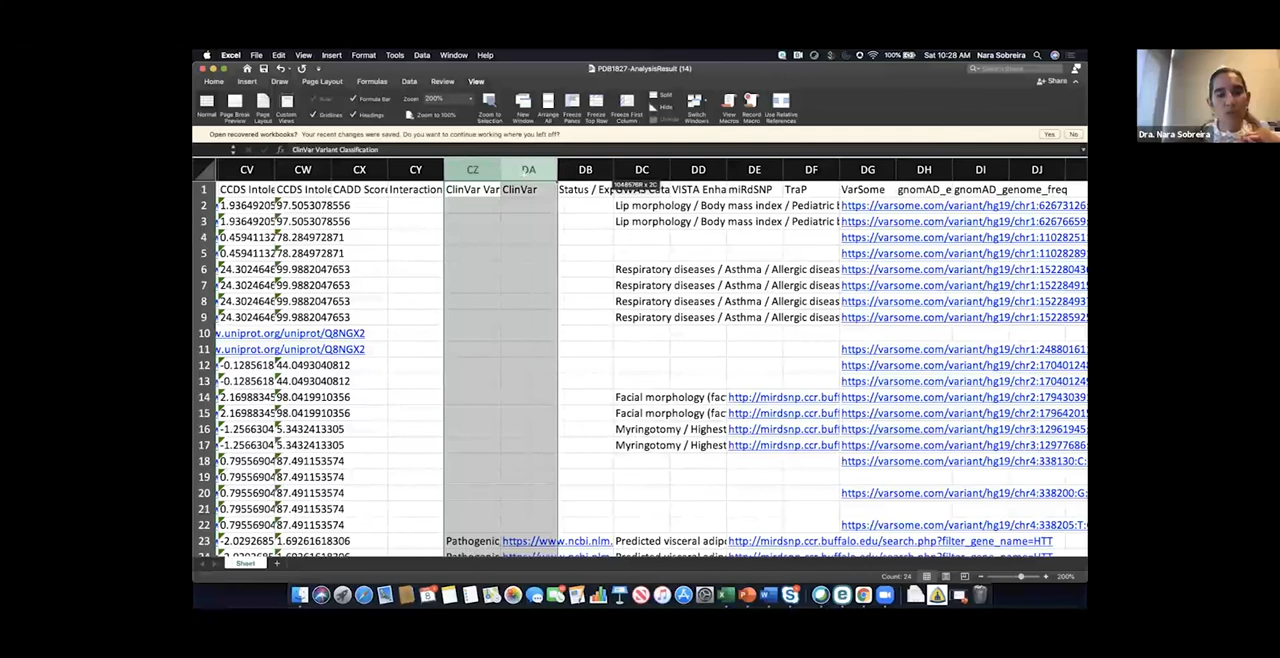 Excel File Edit View Insert Format Tools Data Window Help 100% Sat 10:28 AM Nara Sobreira
PDB1827-AnalysisResult (14)
Home Insert Draw Page Layout Formulas Data Review View Share
Normal Page Break Preview Page Layout Custom Views Ruler Formula Bar Gridlines Headings Zoom 200% Zoom to 100% Zoom to Selection New Window Arrange All Freeze Panes Freeze Top Row Freeze First Column Split Hide Switch Windows View Macros Record Macro Use Relative References
Open recovered workbooks? Your recent changes were saved. Do you want to continue working where you left off? Yes No
fx ClinVar Variant Classification
CV CW CX CY CZ DA DB DC DD DE DF DG DH DI DJ
1048576R x 2C
1 CCDS Intole CCDS Intole CADD Score Interaction ClinVar Var ClinVar Status / Exp VISTA Enha miRdSNP TraP VarSome gnomAD_e gnomAD_genome_freq
2 1.93649205 97.5053078556 Lip morphology / Body mass index / Pediatric b https://varsome.com/variant/hg19/chr1:62673126:
3 1.93649205 97.5053078556 Lip morphology / Body mass index / Pediatric b https://varsome.com/variant/hg19/chr1:62676659:
4 0.45941132 78.284972871 https://varsome.com/variant/hg19/chr1:11028251
5 0.45941132 78.284972871 https://varsome.com/variant/hg19/chr1:11028289
6 24.3024646 99.9882047653 Respiratory diseases / Asthma / Allergic diseas https://varsome.com/variant/hg19/chr1:15228043
7 24.3024646 99.9882047653 Respiratory diseases / Asthma / Allergic diseas https://varsome.com/variant/hg19/chr1:15228493
8 24.3024646 99.9882047653 Respiratory diseases / Asthma / Allergic diseas https://varsome.com/variant/hg19/chr1:15228493
9 24.3024646 99.9882047653 Respiratory diseases / Asthma / Allergic diseas https://varsome.com/variant/hg19/chr1:15228592
10 w.uniprot.org/uniprot/Q8NGX2
11 w.uniprot.org/uniprot/Q8NGX2 https://varsome.com/variant/hg19/chr1:24880161
12 -0.1285618 44.0493040812 https://varsome.com/variant/hg19/chr2:17040124
13 -0.1285618 44.0493040812 https://varsome.com/variant/hg19/chr2:17040124
14 2.16988345 98.0419910356 Facial morphology (fac http://mirdsnp.ccr.buff https://varsome.com/variant/hg19/chr2:17943039
15 2.16988345 98.0419910356 Facial morphology (fac http://mirdsnp.ccr.buff https://varsome.com/variant/hg19/chr2:17964201
16 -1.2566304 5.3432413305 Myringotomy / Highest http://mirdsnp.ccr.buff https://varsome.com/variant/hg19/chr3:12961945
17 -1.2566304 5.3432413305 Myringotomy / Highest http://mirdsnp.ccr.buff https://varsome.com/variant/hg19/chr3:12977686
18 0.79556904 87.491153574 https://varsome.com/variant/hg19/chr4:338130:C:
19 0.79556904 87.491153574
20 0.79556904 87.491153574 https://varsome.com/variant/hg19/chr4:338200:G:
21 0.79556904 87.491153574
22 0.79556904 87.491153574 https://varsome.com/variant/hg19/chr4:338205:T:
23 -2.0292685 1.69261618306 Pathogenic https://www.ncbi.nlm. Predicted visceral adipo http://mirdsnp.ccr.buffalo.edu/search.php?filter_gene_name=HTT
Sheet
Count: 24 200%
Dra. Nara Sobreira